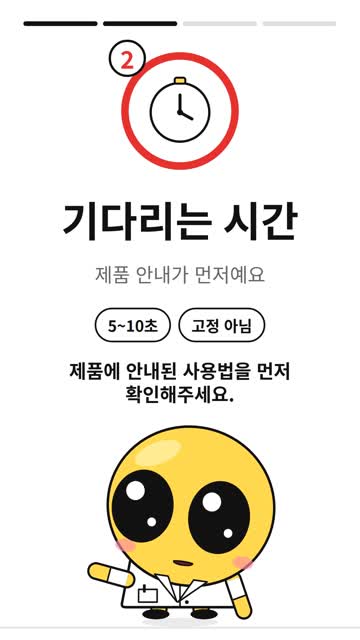 2
기다리는 시간
제품 안내가 먼저예요
5~10초 고정 아님
제품에 안내된 사용법을 먼저
확인해주세요.